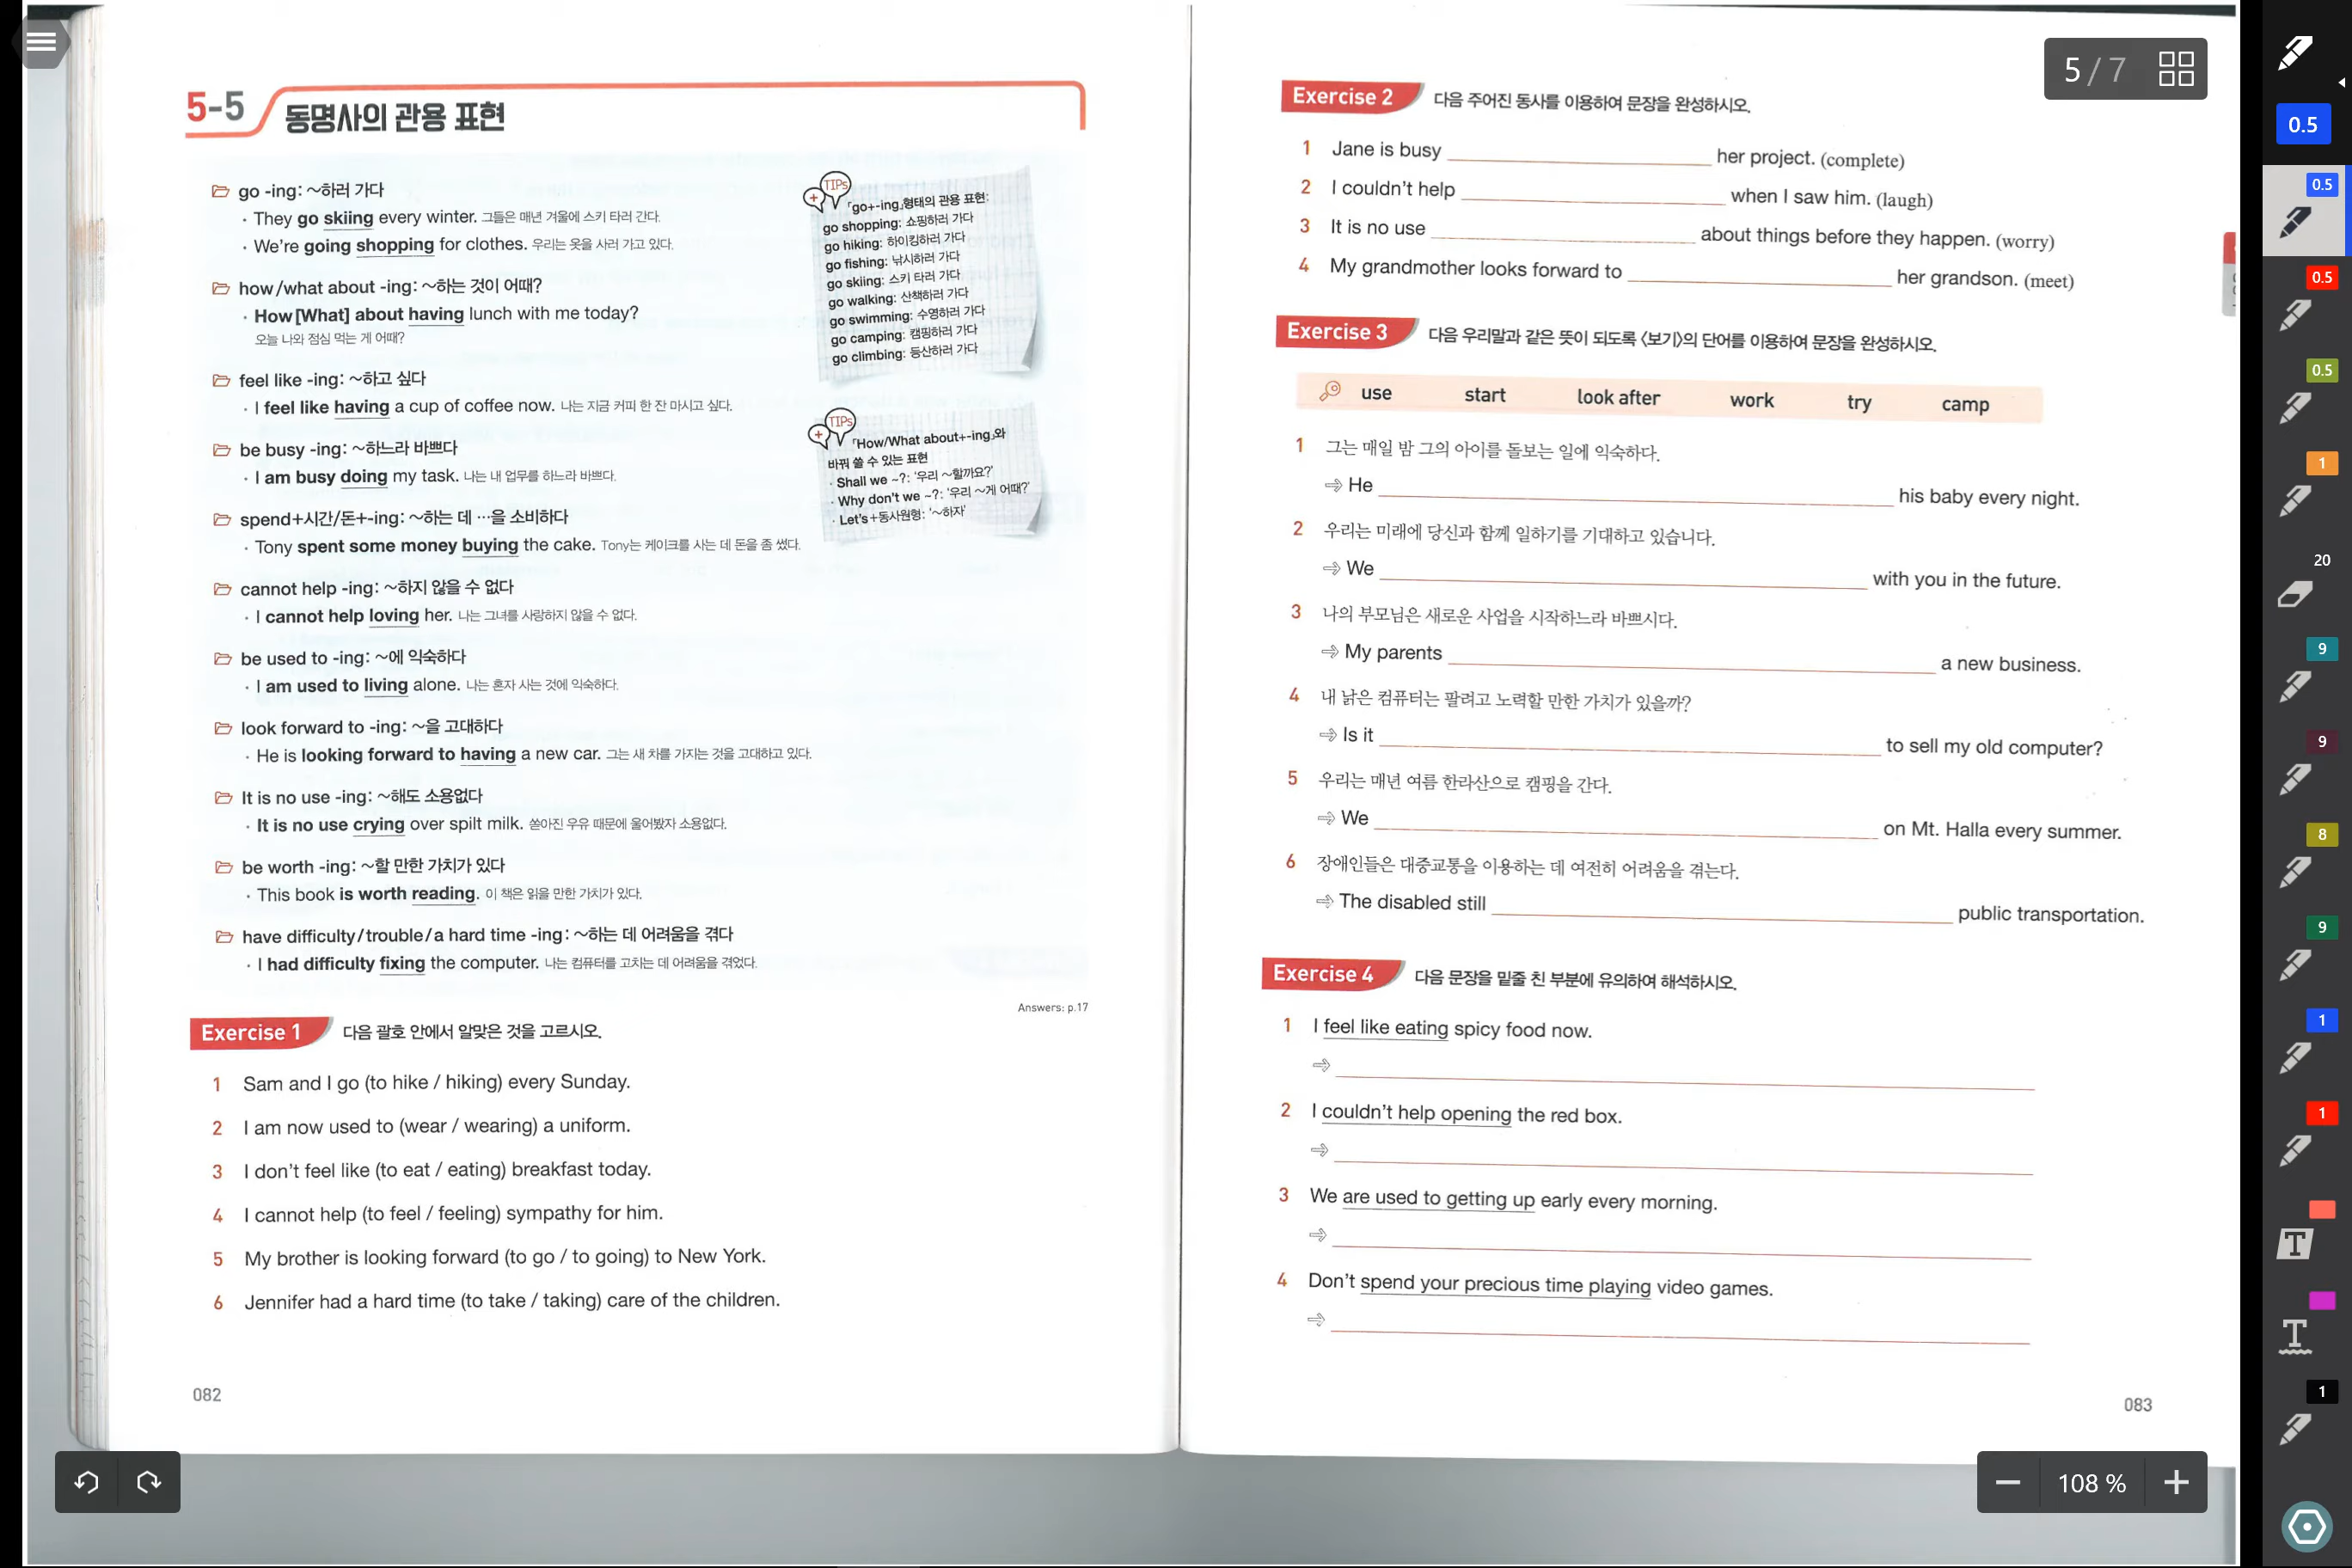 5-5 동명사의 관용 표현
go -ing: ~하러 가다
· They go skiing every winter. 그들은 매년 겨울에 스키 타러 간다.
· We're going shopping for clothes. 우리는 옷을 사러 가고 있다.
how/what about -ing: ~하는 것이 어때?
· How[What] about having lunch with me today?
오늘 나와 점심 먹는 게 어때?
feel like -ing: ~하고 싶다
· I feel like having a cup of coffee now. 나는 지금 커피 한 잔 마시고 싶다.
be busy -ing: ~하느라 바쁘다
· I am busy doing my task. 나는 내 업무를 하느라 바쁘다.
spend+시간/돈+-ing: ~하는 데 …을 소비하다
· Tony spent some money buying the cake. Tony는 케이크를 사는 데 돈을 좀 썼다.
cannot help -ing: ~하지 않을 수 없다
· I cannot help loving her. 나는 그녀를 사랑하지 않을 수 없다.
be used to -ing: ~에 익숙하다
· I am used to living alone. 나는 혼자 사는 것에 익숙하다.
look forward to -ing: ~을 고대하다
· He is looking forward to having a new car. 그는 새 차를 가지는 것을 고대하고 있다.
It is no use -ing: ~해도 소용없다
· It is no use crying over spilt milk. 쏟아진 우유 때문에 울어봤자 소용없다.
be worth -ing: ~할 만한 가치가 있다
· This book is worth reading. 이 책은 읽을 만한 가치가 있다.
have difficulty/trouble/a hard time -ing: ~하는 데 어려움을 겪다
· I had difficulty fixing the computer. 나는 컴퓨터를 고치는 데 어려움을 겪었다.
TIPs
+
「go+-ing」형태의 관용 표현:
go shopping: 쇼핑하러 가다
go hiking: 하이킹하러 가다
go fishing: 낚시하러 가다
go skiing: 스키 타러 가다
go walking: 산책하러 가다
go swimming: 수영하러 가다
go camping: 캠핑하러 가다
go climbing: 등산하러 가다
TIPs
+
「How/What about+-ing」와
바꿔 쓸 수 있는 표현
· Shall we ~?: '우리 ~할까요?'
· Why don't we ~?: '우리 ~게 어때?'
· Let's+동사원형: '~하자'
Answers: p.17
Exercise 1 다음 괄호 안에서 알맞은 것을 고르시오.
1 Sam and I go (to hike / hiking) every Sunday.
2 I am now used to (wear / wearing) a uniform.
3 I don't feel like (to eat / eating) breakfast today.
4 I cannot help (to feel / feeling) sympathy for him.
5 My brother is looking forward (to go / to going) to New York.
6 Jennifer had a hard time (to take / taking) care of the children.
082
Exercise 2 다음 주어진 동사를 이용하여 문장을 완성하시오.
1 Jane is busy ____ her project. (complete)
2 I couldn't help ____ when I saw him. (laugh)
3 It is no use ____ about things before they happen. (worry)
4 My grandmother looks forward to ____ her grandson. (meet)
Exercise 3 다음 우리말과 같은 뜻이 되도록 〈보기〉의 단어를 이용하여 문장을 완성하시오.
use start look after work try camp
1 그는 매일 밤 그의 아이를 돌보는 일에 익숙하다.
⇨ He ____ his baby every night.
2 우리는 미래에 당신과 함께 일하기를 기대하고 있습니다.
⇨ We ____ with you in the future.
3 나의 부모님은 새로운 사업을 시작하느라 바쁘시다.
⇨ My parents ____ a new business.
4 내 낡은 컴퓨터는 팔려고 노력할 만한 가치가 있을까?
⇨ Is it ____ to sell my old computer?
5 우리는 매년 여름 한라산으로 캠핑을 간다.
⇨ We ____ on Mt. Halla every summer.
6 장애인들은 대중교통을 이용하는 데 여전히 어려움을 겪는다.
⇨ The disabled still ____ public transportation.
Exercise 4 다음 문장을 밑줄 친 부분에 유의하여 해석하시오.
1 I feel like eating spicy food now.
⇨
2 I couldn't help opening the red box.
⇨
3 We are used to getting up early every morning.
⇨
4 Don't spend your precious time playing video games.
⇨
083
5 / 7
108 %
0.5
0.5
0.5
0.5
1
20
9
9
8
9
1
1
T
T
1